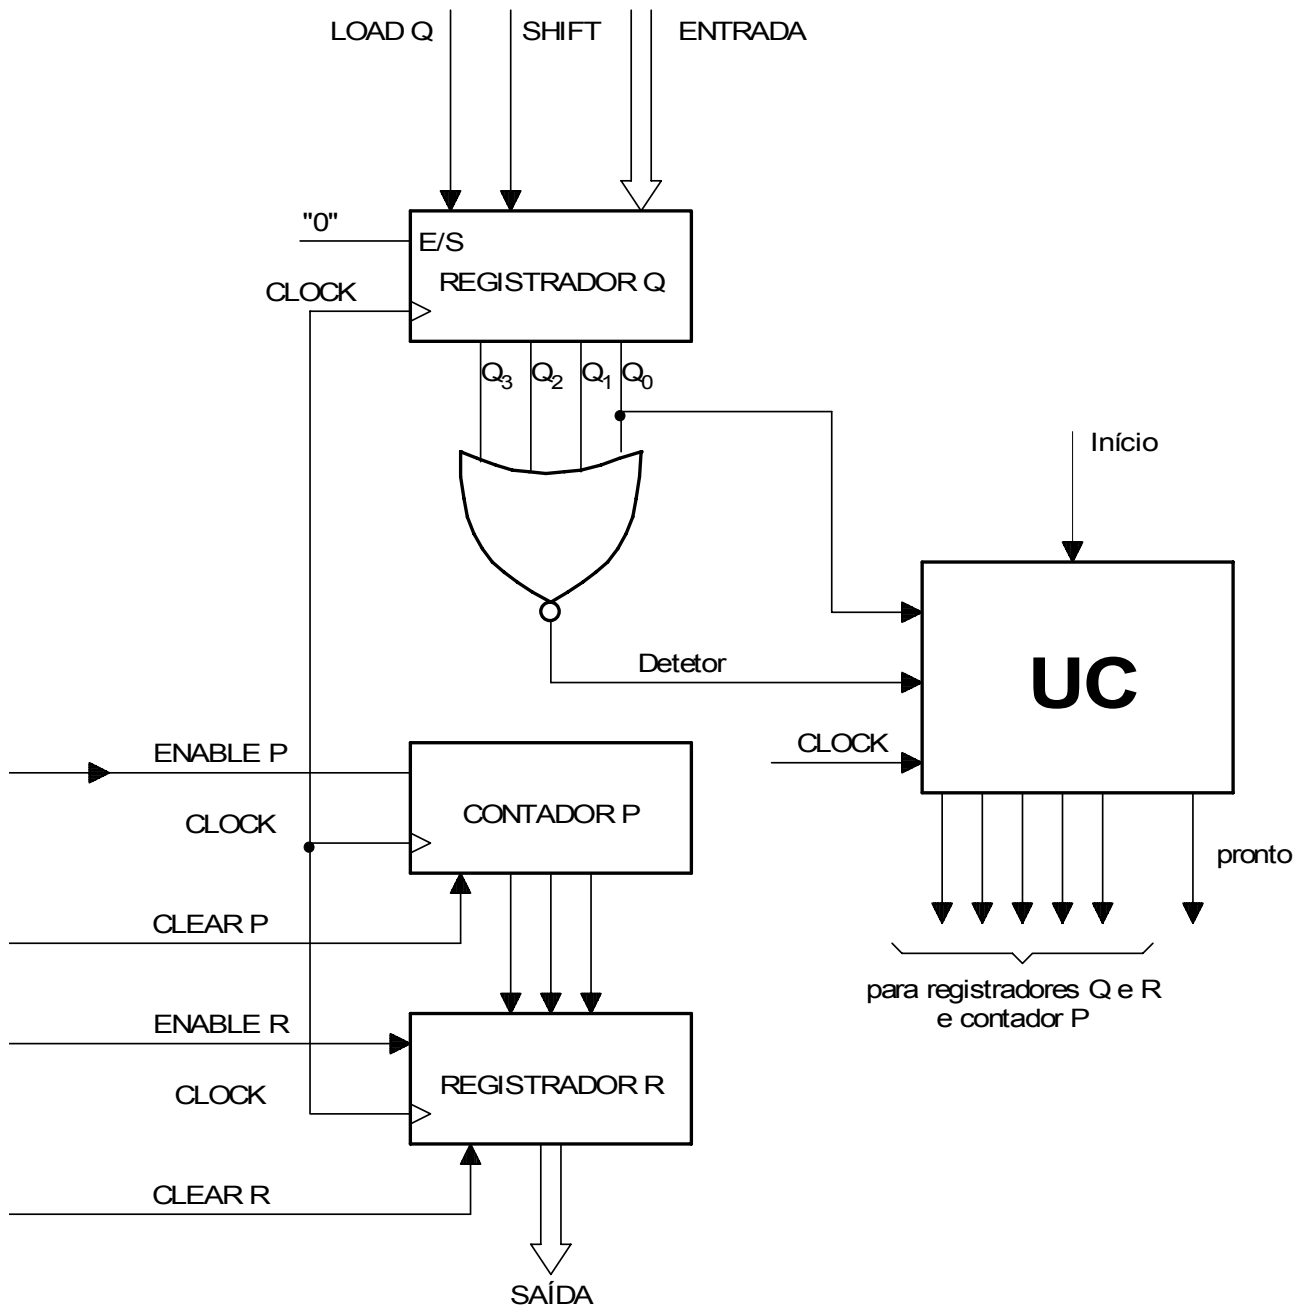 LOAD Q
SHIFT
ENTRADA
"0"
E/S
REGISTRADOR Q
CLOCK
Q3
Q2
Q1
Q0
Início
UC
Detetor
CLOCK
ENABLE P
CONTADOR P
CLOCK
pronto
CLEAR P
para registradores Q e R
e contador P
ENABLE R
REGISTRADOR R
CLOCK
CLEAR R
SAÍDA